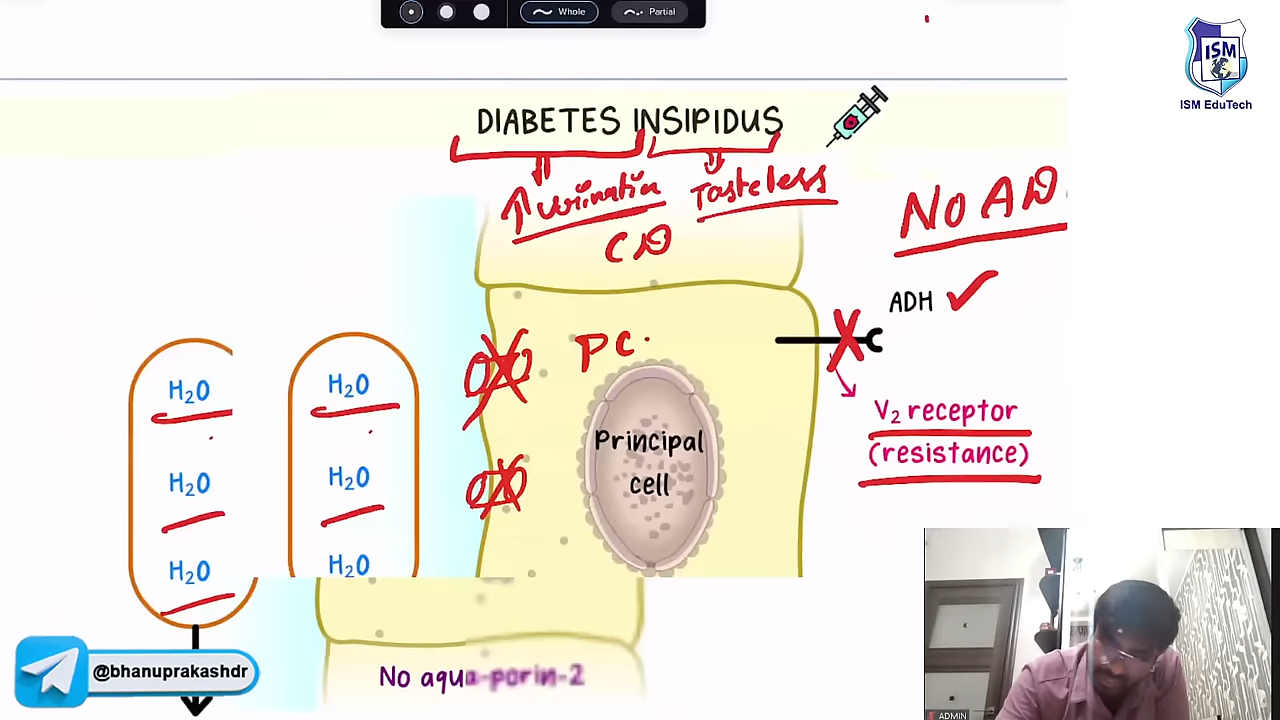 Whole
Partial
ISM
ISM EduTech
DIABETES INSIPIDUS
↑ urination
Tasteless
CD
NO AD
ADH
PC.
H₂O
H₂O
V₂ receptor
(resistance)
Principal
cell
H₂O
H₂O
H₂O
H₂O
No aqua-porin-2
@bhanuprakashdr
ADMIN